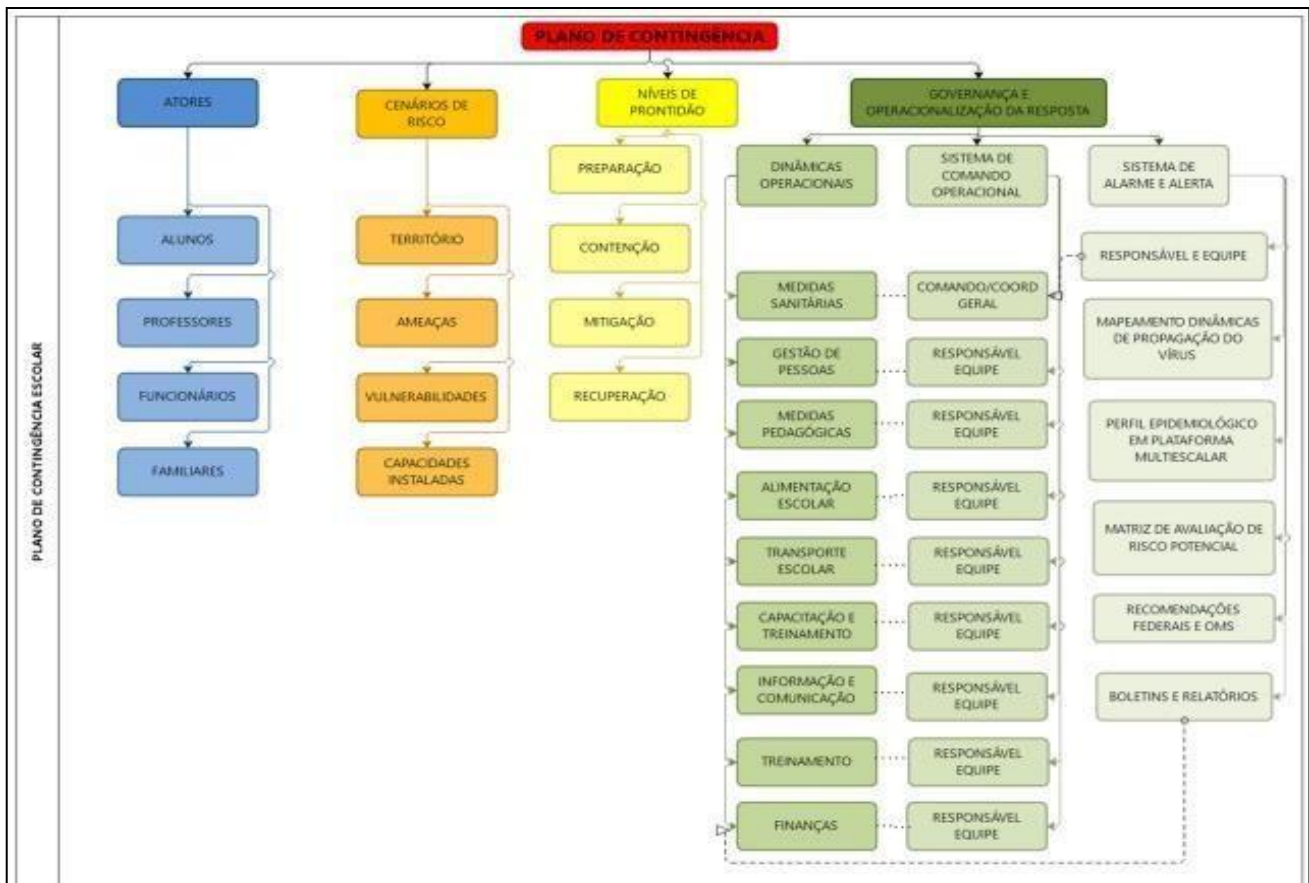 PLANO DE CONTINGÊNCIA
PLANO DE CONTINGÊNCIA ESCOLAR
ATORES
ALUNOS
PROFESSORES
FUNCIONÁRIOS
FAMILIARES
CENÁRIOS DE
RISCO
TERRITÓRIO
AMEAÇAS
VULNERABILIDADES
CAPACIDADES
INSTALADAS
NÍVEIS DE
PRONTIDÃO
PREPARAÇÃO
CONTENÇÃO
MITIGAÇÃO
RECUPERAÇÃO
GOVERNANÇA E
OPERACIONALIZAÇÃO DA RESPOSTA
DINÂMICAS
OPERACIONAIS
MEDIDAS
SANITÁRIAS
GESTÃO DE
PESSOAS
MEDIDAS
PEDAGÓGICAS
ALIMENTAÇÃO
ESCOLAR
TRANSPORTE
ESCOLAR
CAPACITAÇÃO E
TREINAMENTO
INFORMAÇÃO E
COMUNICAÇÃO
TREINAMENTO
FINANÇAS
SISTEMA DE
COMANDO
OPERACIONAL
COMANDO/COORD
GERAL
RESPONSÁVEL
EQUIPE
RESPONSÁVEL
EQUIPE
RESPONSÁVEL
EQUIPE
RESPONSÁVEL
EQUIPE
RESPONSÁVEL
EQUIPE
RESPONSÁVEL
EQUIPE
RESPONSÁVEL
EQUIPE
RESPONSÁVEL
EQUIPE
SISTEMA DE
ALARME E ALERTA
RESPONSÁVEL E EQUIPE
MAPEAMENTO DINÂMICAS
DE PROPAGAÇÃO DO
VÍRUS
PERFIL EPIDEMIOLÓGICO
EM PLATAFORMA
MULTIESCALAR
MATRIZ DE AVALIAÇÃO DE
RISCO POTENCIAL
RECOMENDAÇÕES
FEDERAIS E OMS
BOLETINS E RELATÓRIOS